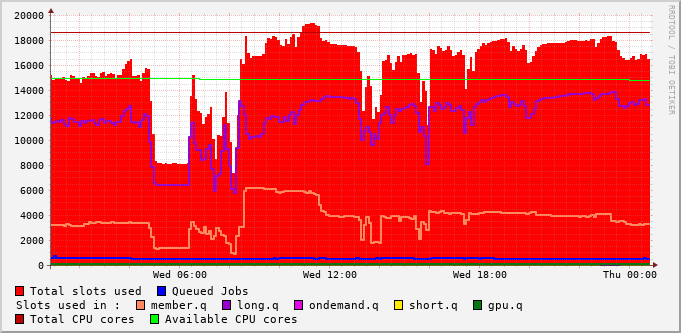 RRDTOOL / TOBI OETIKER
20000
18000
16000
14000
12000
10000
8000
6000
4000
2000
0
Wed 06:00 Wed 12:00 Wed 18:00 Thu 00:00
Total slots used Queued Jobs
Slots used in : member.q long.q ondemand.q short.q gpu.q
Total CPU cores Available CPU cores